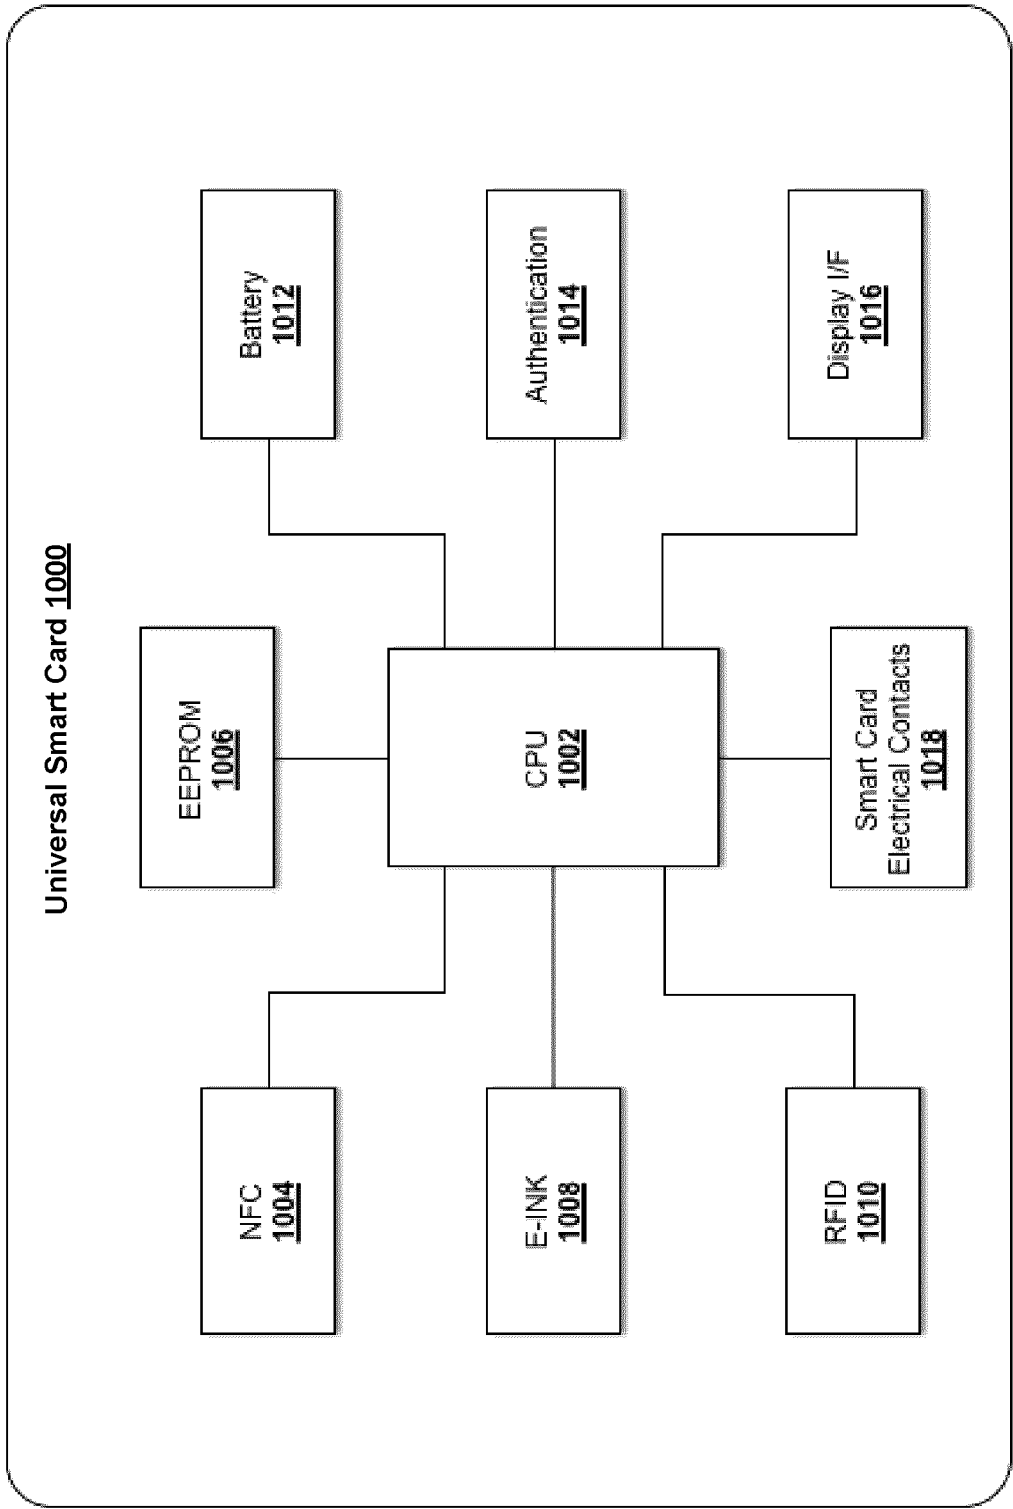 Universal Smart Card 1000
NFC
1004
EEPROM
1006
Battery
1012
E-INK
1008
CPU
1002
Authentication
1014
RFID
1010
Smart Card
Electrical Contacts
1018
Display I/F
1016